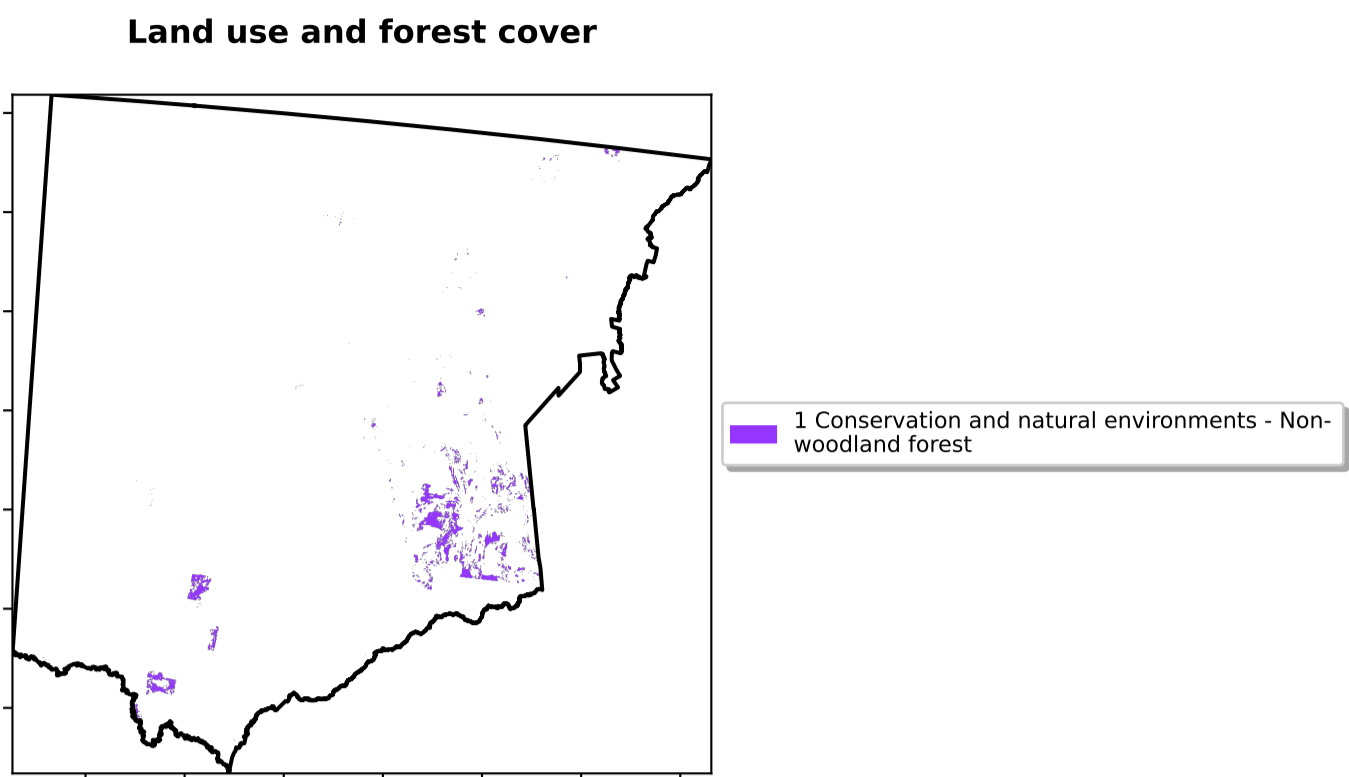 Land use and forest cover
1 Conservation and natural environments - Non-
woodland forest